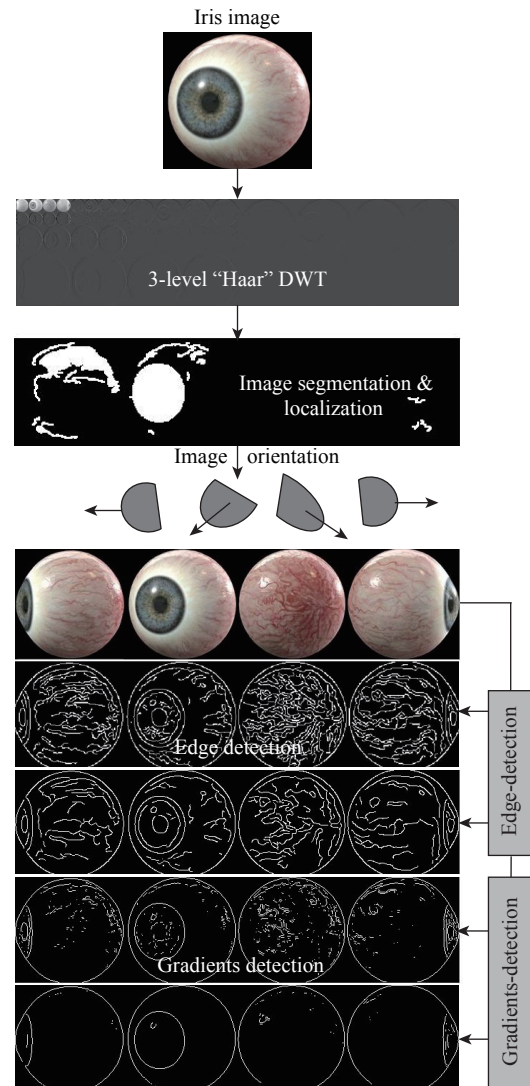 Iris image
3-level “Haar” DWT
Image segmentation &
localization
Image orientation
Edge detection
Edge-detection
Gradients detection
Gradients-detection